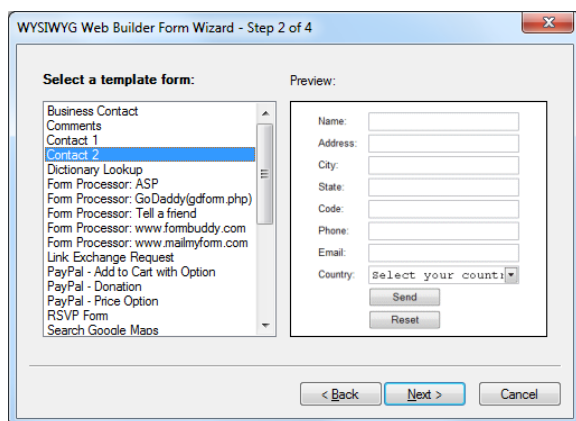 WYSIWYG Web Builder Form Wizard - Step 2 of 4
Select a template form:
Business Contact
Comments
Contact 1
Contact 2
Dictionary Lookup
Form Processor: ASP
Form Processor: GoDaddy(gdform.php)
Form Processor: Tell a friend
Form Processor: www.formbuddy.com
Form Processor: www.mailmyform.com
Link Exchange Request
PayPal - Add to Cart with Option
PayPal - Donation
PayPal - Price Option
RSVP Form
Search Google Maps
Preview:
Name:
Address:
City:
State:
Code:
Phone:
Email:
Country: Select your countr
Send
Reset
< Back Next > Cancel